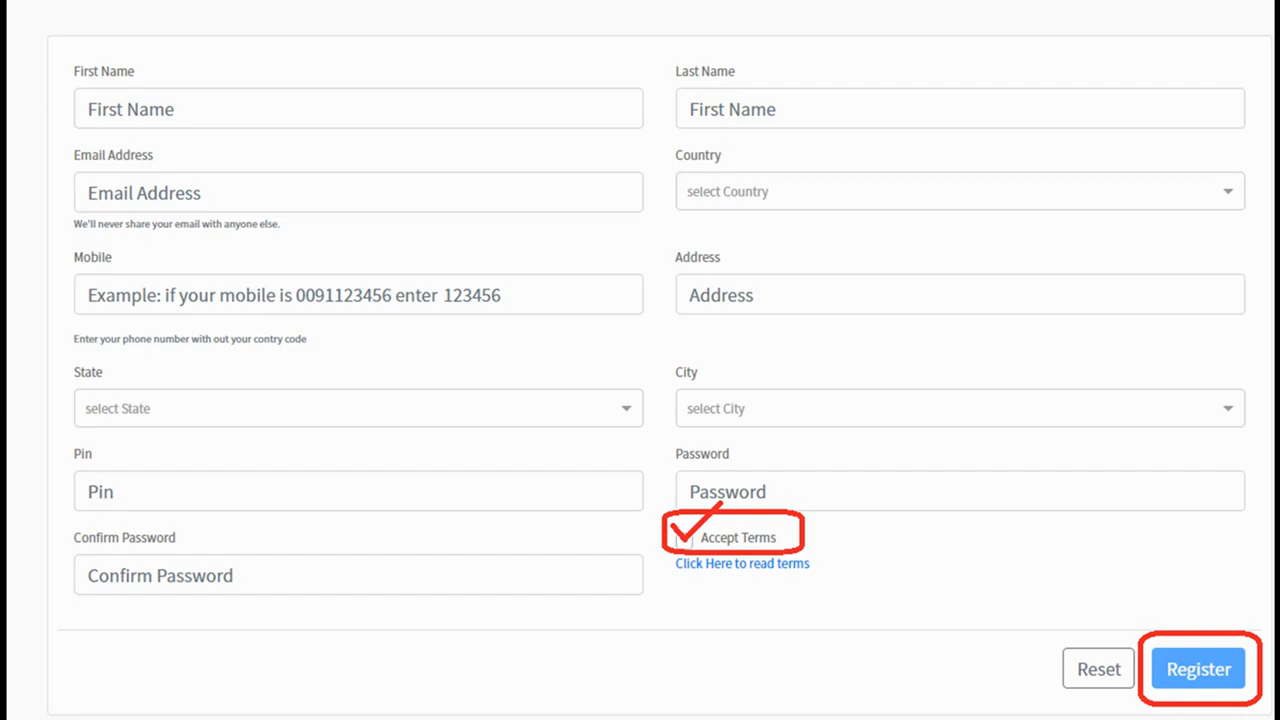 First Name
Last Name
First Name
First Name
Email Address
Country
Email Address
select Country
We'll never share your email with anyone else.
Mobile
Address
Example: if your mobile is 0091123456 enter 123456
Address
Enter your phone number with out your contry code
State
City
select State
select City
Pin
Password
Pin
Password
Confirm Password
Accept Terms
Confirm Password
Click Here to read terms
Reset
Register